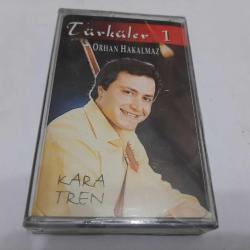 Türküler 1
ORHAN HAKALMAZ
KARA
TREN